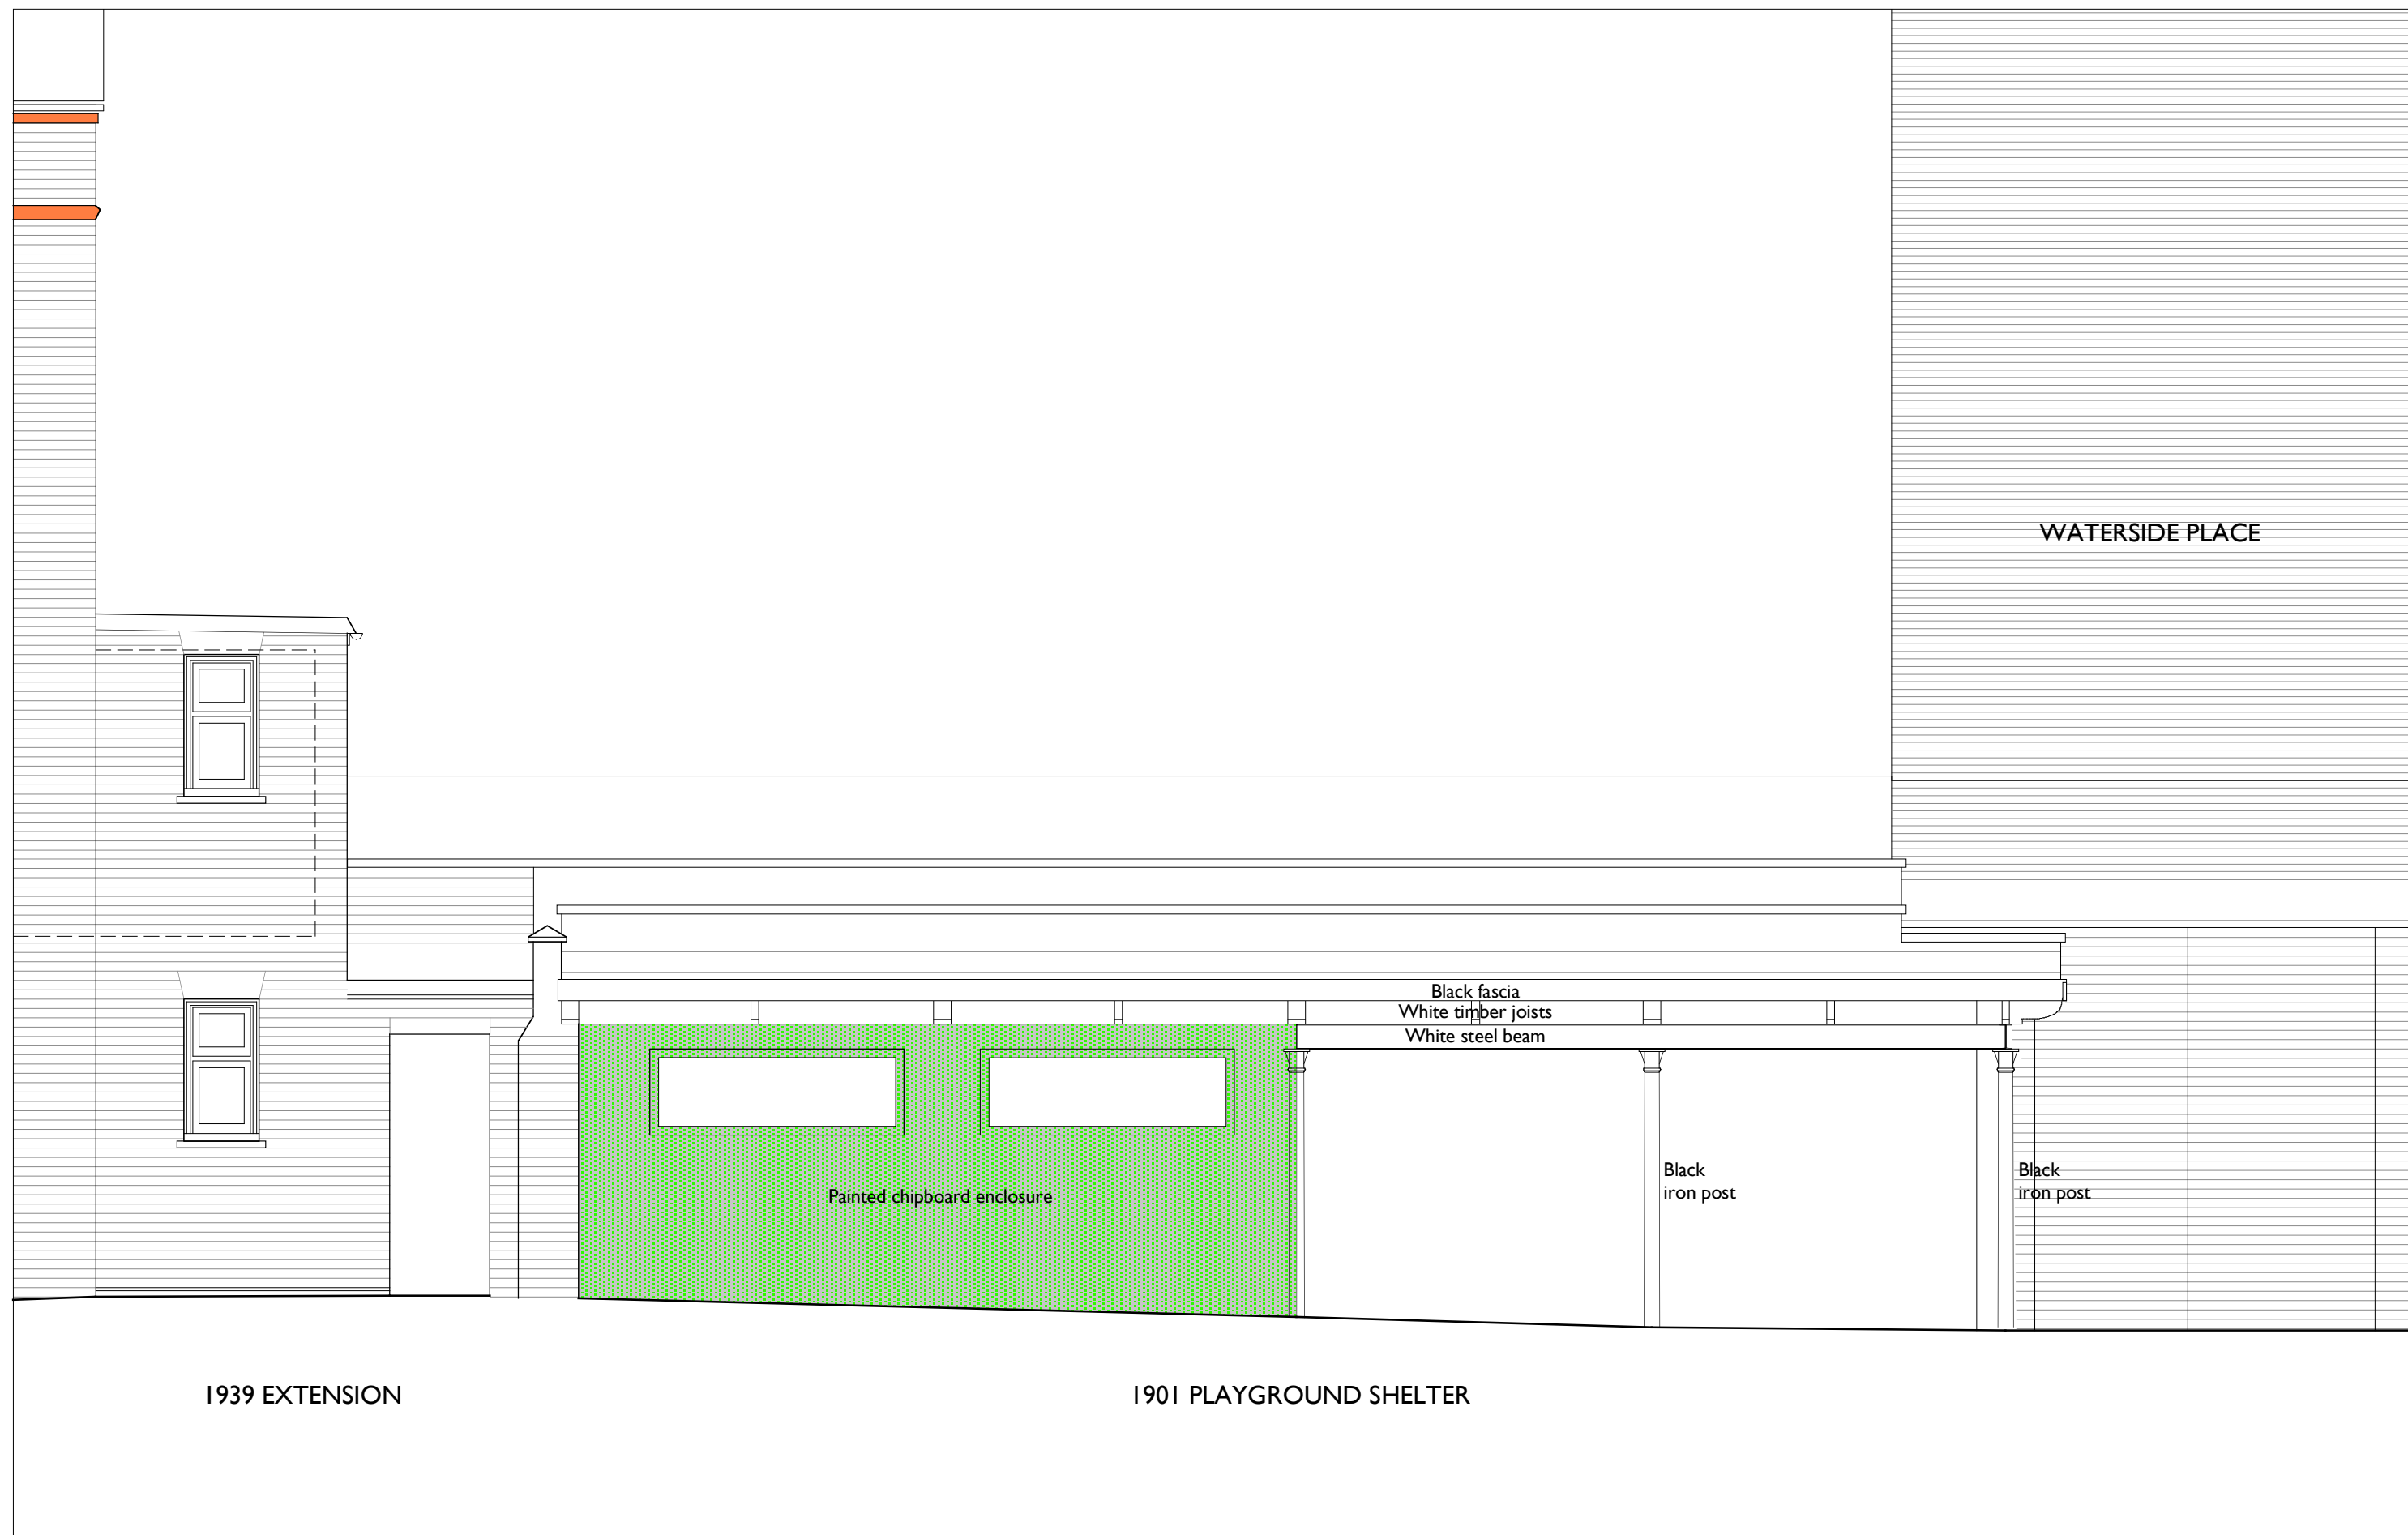 WATERSIDE PLACE
Black fascia
White timber joists
White steel beam
Black
iron post
Black
iron post
Painted chipboard enclosure
1939 EXTENSION
1901 PLAYGROUND SHELTER